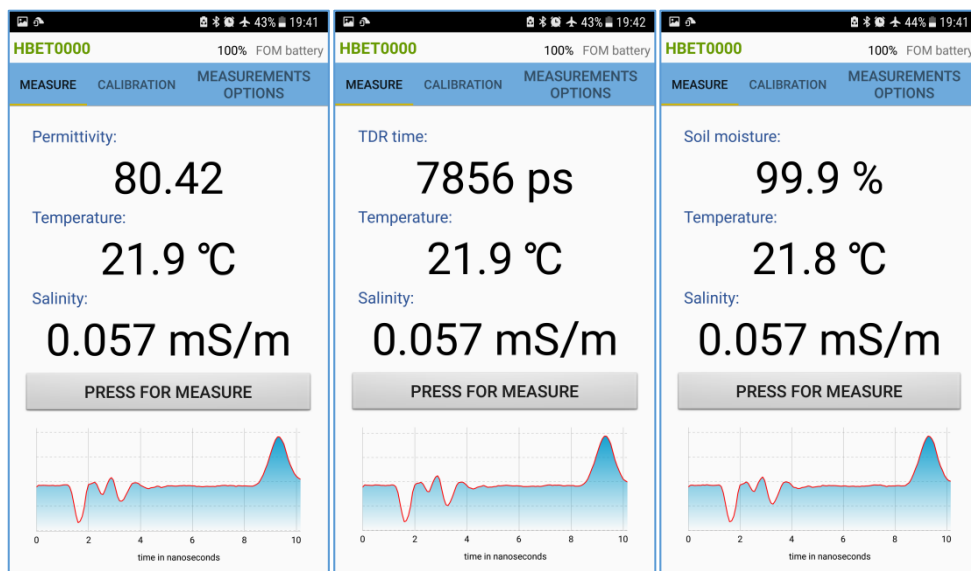 43% 19:41
HBET0000 100% FOM battery
MEASURE CALIBRATION MEASUREMENTS OPTIONS
Permittivity:
80.42
Temperature:
21.9 °C
Salinity:
0.057 mS/m
PRESS FOR MEASURE
0 2 4 6 8 10
time in nanoseconds
43% 19:42
HBET0000 100% FOM battery
MEASURE CALIBRATION MEASUREMENTS OPTIONS
TDR time:
7856 ps
Temperature:
21.9 °C
Salinity:
0.057 mS/m
PRESS FOR MEASURE
0 2 4 6 8 10
time in nanoseconds
44% 19:41
HBET0000 100% FOM battery
MEASURE CALIBRATION MEASUREMENTS OPTIONS
Soil moisture:
99.9 %
Temperature:
21.8 °C
Salinity:
0.057 mS/m
PRESS FOR MEASURE
0 2 4 6 8 10
time in nanoseconds